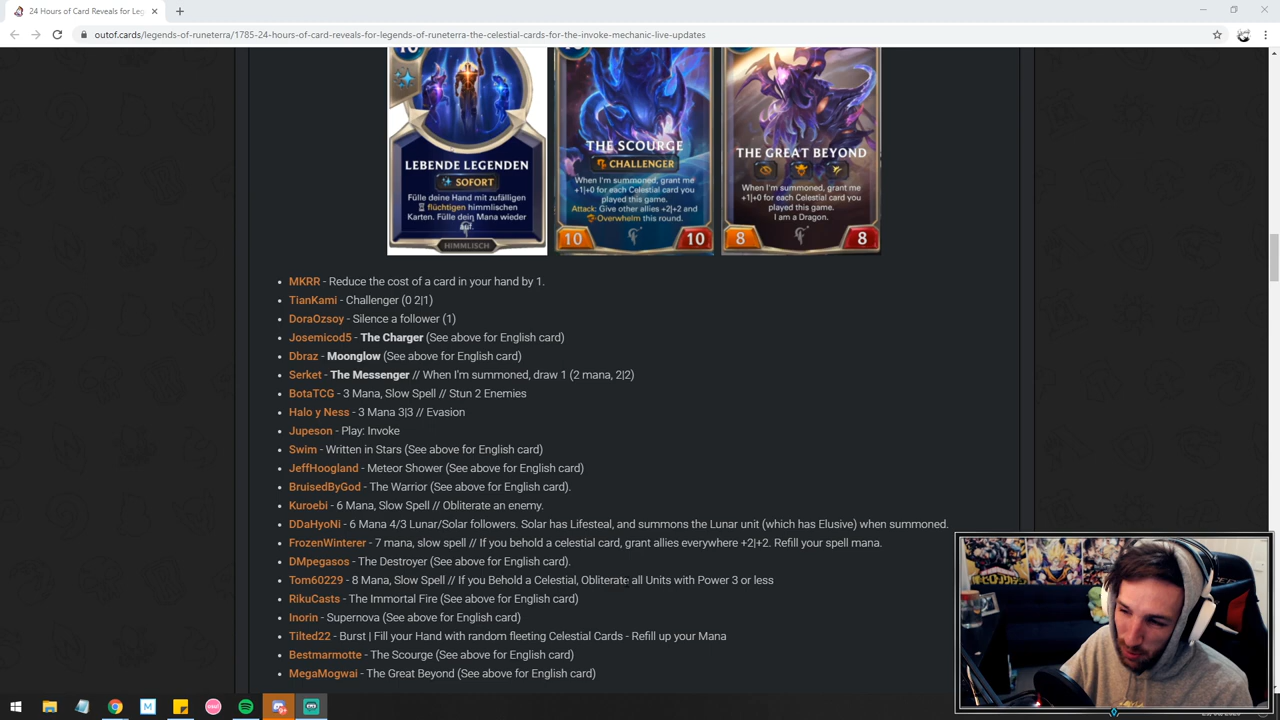 24 Hours of Card Reveals for Leg
outof.cards/legends-of-runeterra/1785-24-hours-of-card-reveals-for-legends-of-runeterra-the-celestial-cards-for-the-invoke-mechanic-live-updates
10
LEBENDE LEGENDEN
SOFORT
Fülle deine Hand mit zufälligen
flüchtigen himmlischen
Karten. Fülle dein Mana wieder
auf.
HIMMLISCH
THE SCOURGE
CHALLENGER
When I'm summoned, grant me
+1|+0 for each Celestial card you
played this game.
Attack: Give other allies +2|+2 and
Overwhelm this round.
10 10
THE GREAT BEYOND
When I'm summoned, grant me
+1|+0 for each Celestial card you
played this game.
I am a Dragon.
8 8
MKRR - Reduce the cost of a card in your hand by 1.
TianKami - Challenger (0 2|1)
DoraOzsoy - Silence a follower (1)
Josemicod5 - The Charger (See above for English card)
Dbraz - Moonglow (See above for English card)
Serket - The Messenger // When I'm summoned, draw 1 (2 mana, 2|2)
BotaTCG - 3 Mana, Slow Spell // Stun 2 Enemies
Halo y Ness - 3 Mana 3|3 // Evasion
Jupeson - Play: Invoke
Swim - Written in Stars (See above for English card)
JeffHoogland - Meteor Shower (See above for English card)
BruisedByGod - The Warrior (See above for English card).
Kuroebi - 6 Mana, Slow Spell // Obliterate an enemy.
DDaHyoNi - 6 Mana 4/3 Lunar/Solar followers. Solar has Lifesteal, and summons the Lunar unit (which has Elusive) when summoned.
FrozenWinterer - 7 mana, slow spell // If you behold a celestial card, grant allies everywhere +2|+2. Refill your spell mana.
DMpegasos - The Destroyer (See above for English card).
Tom60229 - 8 Mana, Slow Spell // If you Behold a Celestial, Obliterate all Units with Power 3 or less
RikuCasts - The Immortal Fire (See above for English card)
Inorin - Supernova (See above for English card)
Tilted22 - Burst | Fill your Hand with random fleeting Celestial Cards - Refill up your Mana
Bestmarmotte - The Scourge (See above for English card)
MegaMogwai - The Great Beyond (See above for English card)